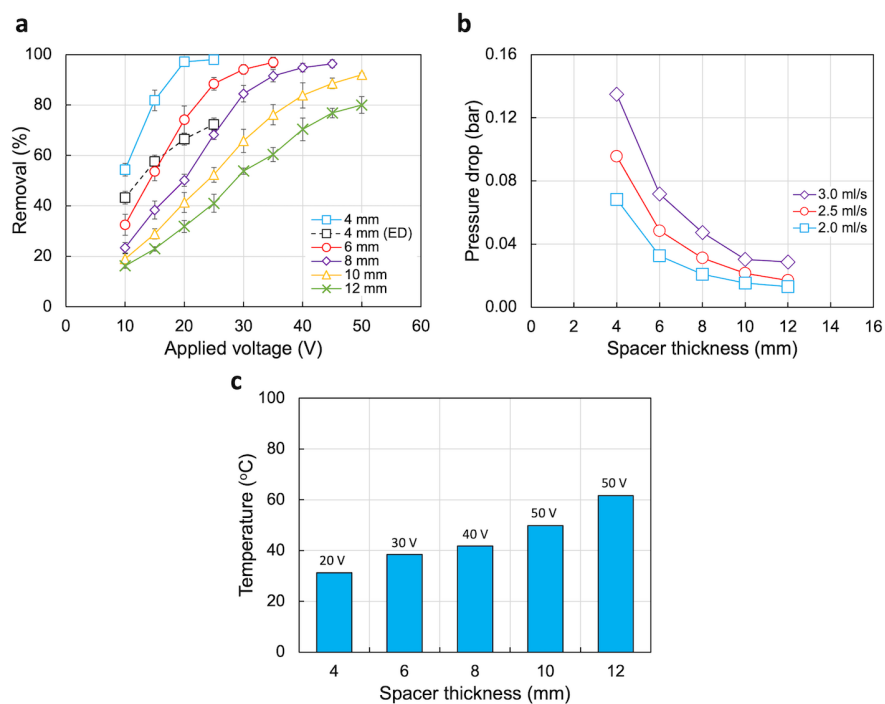 a
Removal (%)
100
80
60
40
20
0
0 10 20 30 40 50 60
Applied voltage (V)
4 mm
4 mm (ED)
6 mm
8 mm
10 mm
12 mm
b
Pressure drop (bar)
0.16
0.12
0.08
0.04
0.00
0 2 4 6 8 10 12 14 16
Spacer thickness (mm)
3.0 ml/s
2.5 ml/s
2.0 ml/s
c
Temperature (°C)
100
80
60
40
20
0
20 V
30 V
40 V
50 V
50 V
4 6 8 10 12
Spacer thickness (mm)